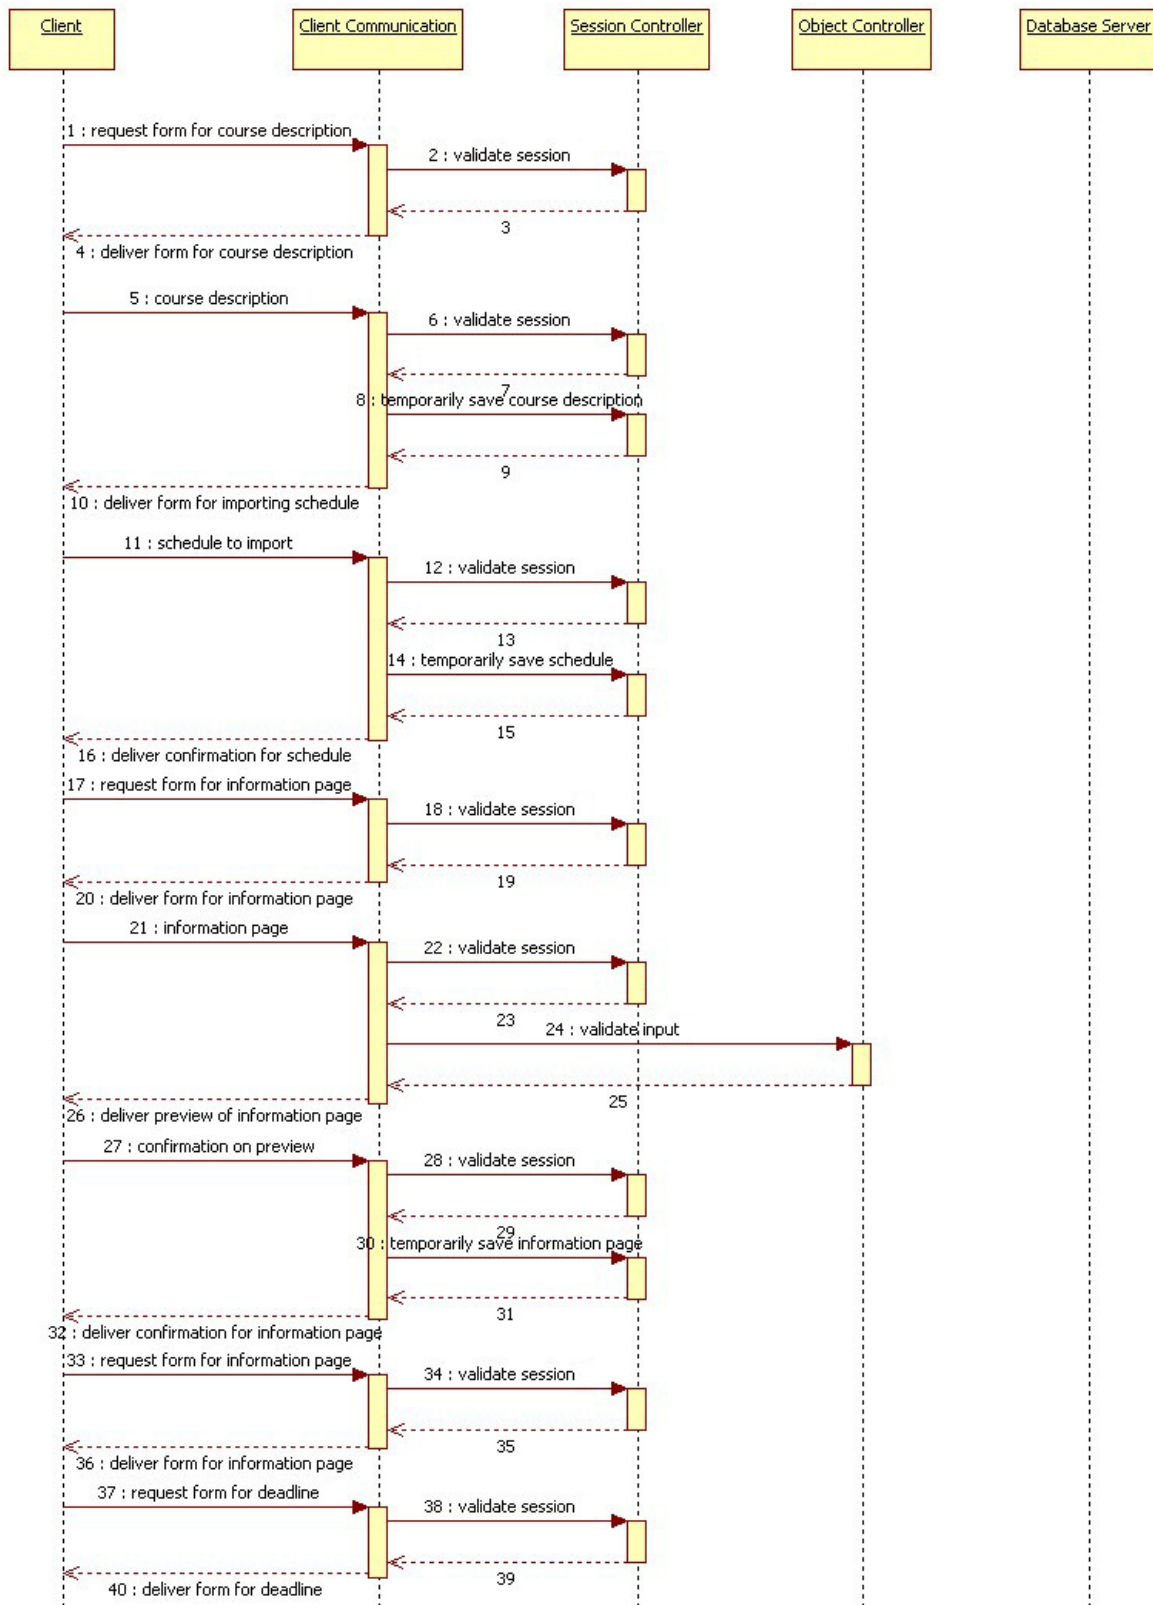 Client
Client Communication
Session Controller
Object Controller
Database Server
1 : request form for course description
2 : validate session
3
4 : deliver form for course description
5 : course description
6 : validate session
7
8 : temporarily save course description
9
10 : deliver form for importing schedule
11 : schedule to import
12 : validate session
13
14 : temporarily save schedule
15
16 : deliver confirmation for schedule
17 : request form for information page
18 : validate session
19
20 : deliver form for information page
21 : information page
22 : validate session
23
24 : validate input
25
26 : deliver preview of information page
27 : confirmation on preview
28 : validate session
29
30 : temporarily save information page
31
32 : deliver confirmation for information page
33 : request form for information page
34 : validate session
35
36 : deliver form for information page
37 : request form for deadline
38 : validate session
39
40 : deliver form for deadline